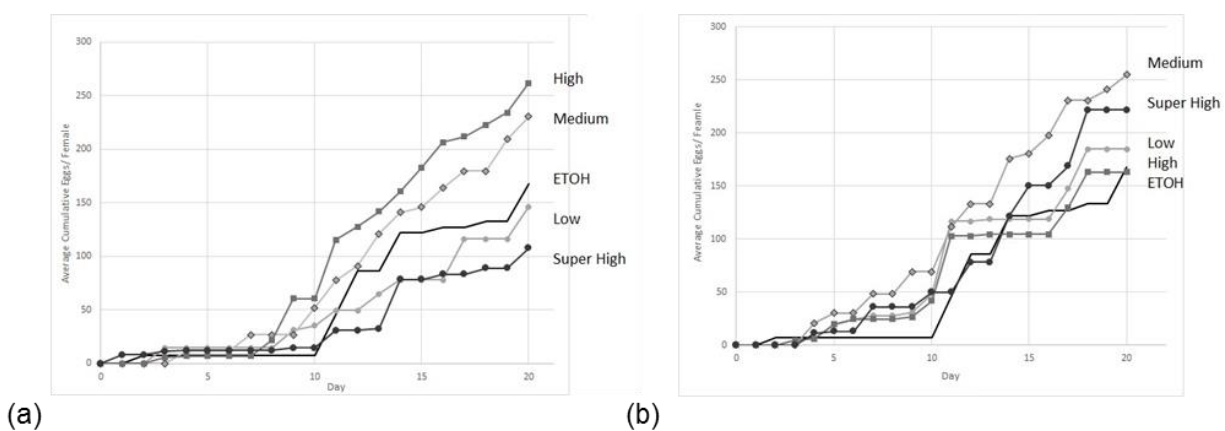 300
250
200
150
100
50
0
Average Cumulative Eggs/ Female
0 5 10 15 20
Day
High
Medium
ETOH
Low
Super High
(a)
300
250
200
150
100
50
0
Average Cumulative Eggs/ Feamle
0 5 10 15 20
Day
Medium
Super High
Low
High
ETOH
(b)